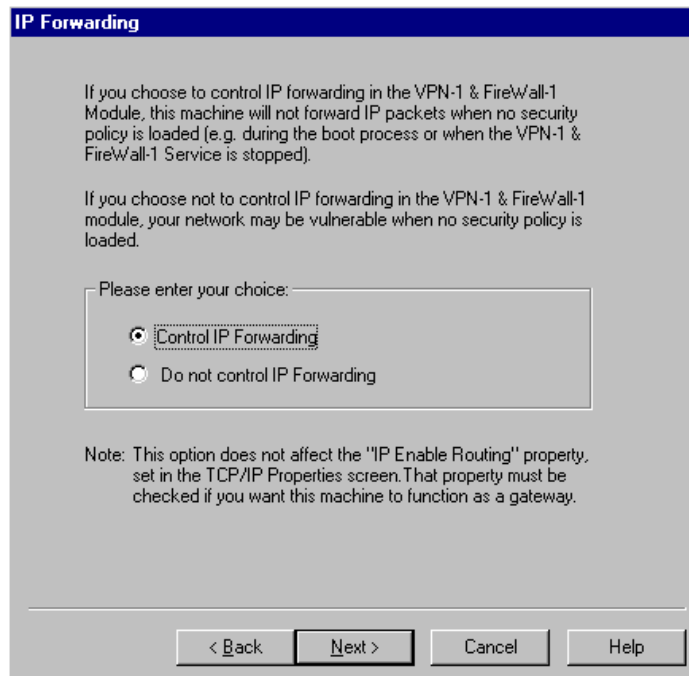 IP Forwarding
If you choose to control IP forwarding in the VPN-1 & FireWall-1
Module, this machine will not forward IP packets when no security
policy is loaded (e.g. during the boot process or when the VPN-1 &
FireWall-1 Service is stopped).
If you choose not to control IP forwarding in the VPN-1 & FireWall-1
module, your network may be vulnerable when no security policy is
loaded.
Please enter your choice:
Control IP Forwarding
Do not control IP Forwarding
Note: This option does not affect the "IP Enable Routing" property,
set in the TCP/IP Properties screen.That property must be
checked if you want this machine to function as a gateway.
< Back
Next >
Cancel
Help